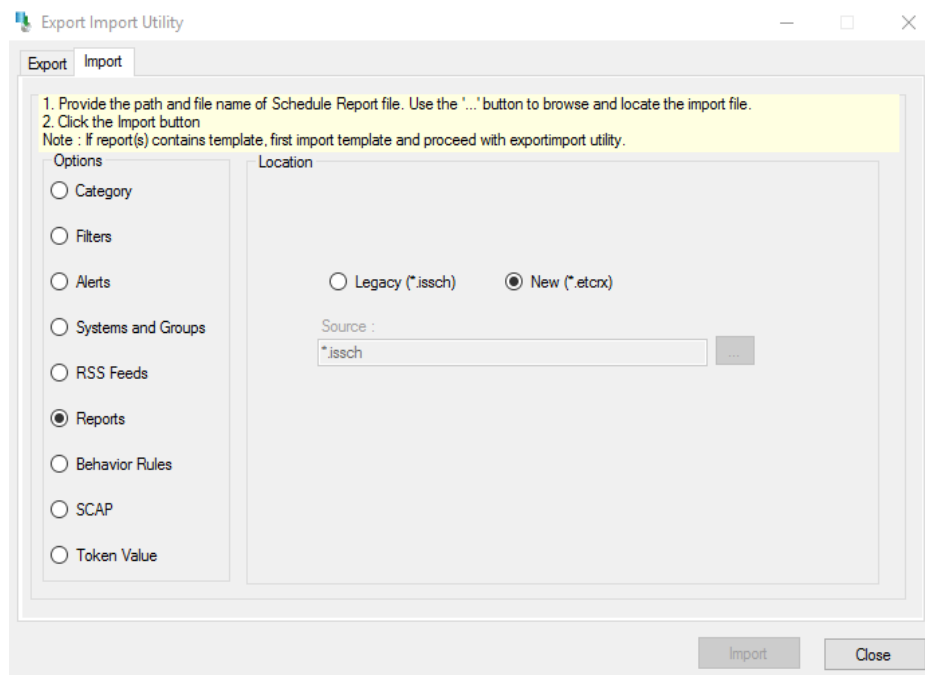 Export Import Utility
Export Import
1. Provide the path and file name of Schedule Report file. Use the '...' button to browse and locate the import file.
2. Click the Import button
Note : If report(s) contains template, first import template and proceed with exportimport utility.
Options
Location
Category
Filters
Alerts
Legacy (*.issch) New (*.etcrx)
Systems and Groups
Source :
*.issch
...
RSS Feeds
Reports
Behavior Rules
SCAP
Token Value
Import
Close